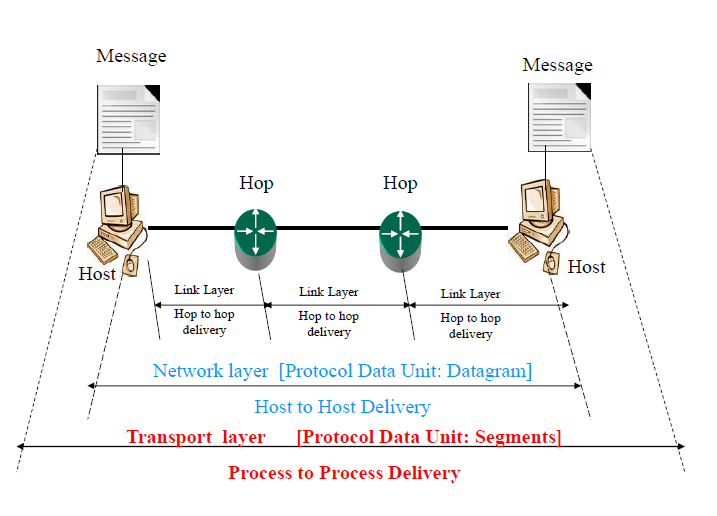 Message
Message
Hop
Hop
Host
Host
Link Layer
Link Layer
Link Layer
Hop to hop
delivery
Hop to hop
delivery
Hop to hop
delivery
Network layer [Protocol Data Unit: Datagram]
Host to Host Delivery
Transport layer [Protocol Data Unit: Segments]
Process to Process Delivery